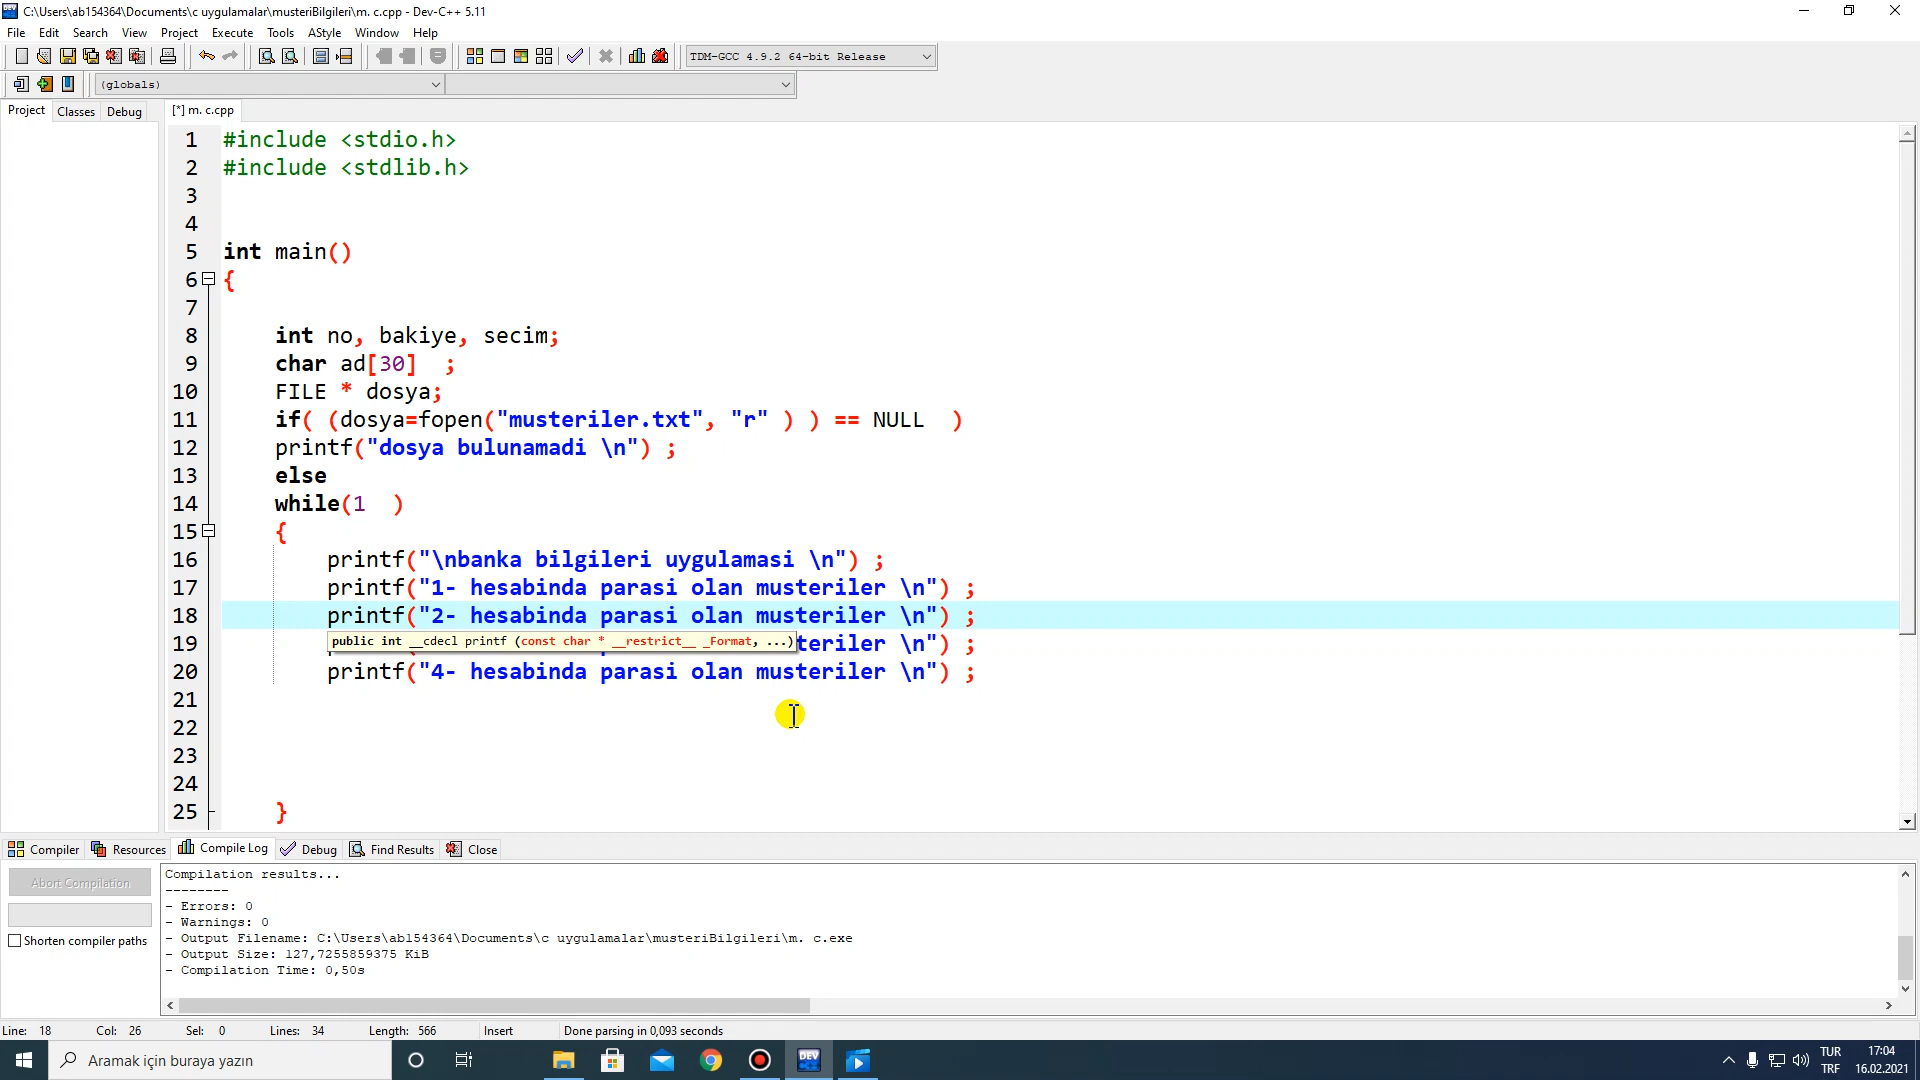 C:\Users\ab154364\Documents\c uygulamalar\musteriBilgileri\m. c.cpp - Dev-C++ 5.11
File Edit Search View Project Execute Tools AStyle Window Help
TDM-GCC 4.9.2 64-bit Release
(globals)
Project Classes Debug [*] m. c.cpp
1 #include <stdio.h>
2 #include <stdlib.h>
3
4
5 int main()
6 {
7
8 int no, bakiye, secim;
9 char ad[30] ;
10 FILE * dosya;
11 if( (dosya=fopen("musteriler.txt", "r" ) ) == NULL )
12 printf("dosya bulunamadi \n") ;
13 else
14 while(1 )
15 {
16 printf("\nbanka bilgileri uygulamasi \n") ;
17 printf("1- hesabinda parasi olan musteriler \n") ;
18 printf("2- hesabinda parasi olan musteriler \n") ;
19 public int __cdecl printf (const char * __restrict__ _Format, ...) teriler \n") ;
20 printf("4- hesabinda parasi olan musteriler \n") ;
21
22
23
24
25 }
Compiler Resources Compile Log Debug Find Results Close
Abort Compilation
Shorten compiler paths
Compilation results...
--------
- Errors: 0
- Warnings: 0
- Output Filename: C:\Users\ab154364\Documents\c uygulamalar\musteriBilgileri\m. c.exe
- Output Size: 127,7255859375 KiB
- Compilation Time: 0,50s
Line: 18 Col: 26 Sel: 0 Lines: 34 Length: 566 Insert Done parsing in 0,093 seconds
Aramak için buraya yazın
DEV
TUR
TRF
17:04
16.02.2021